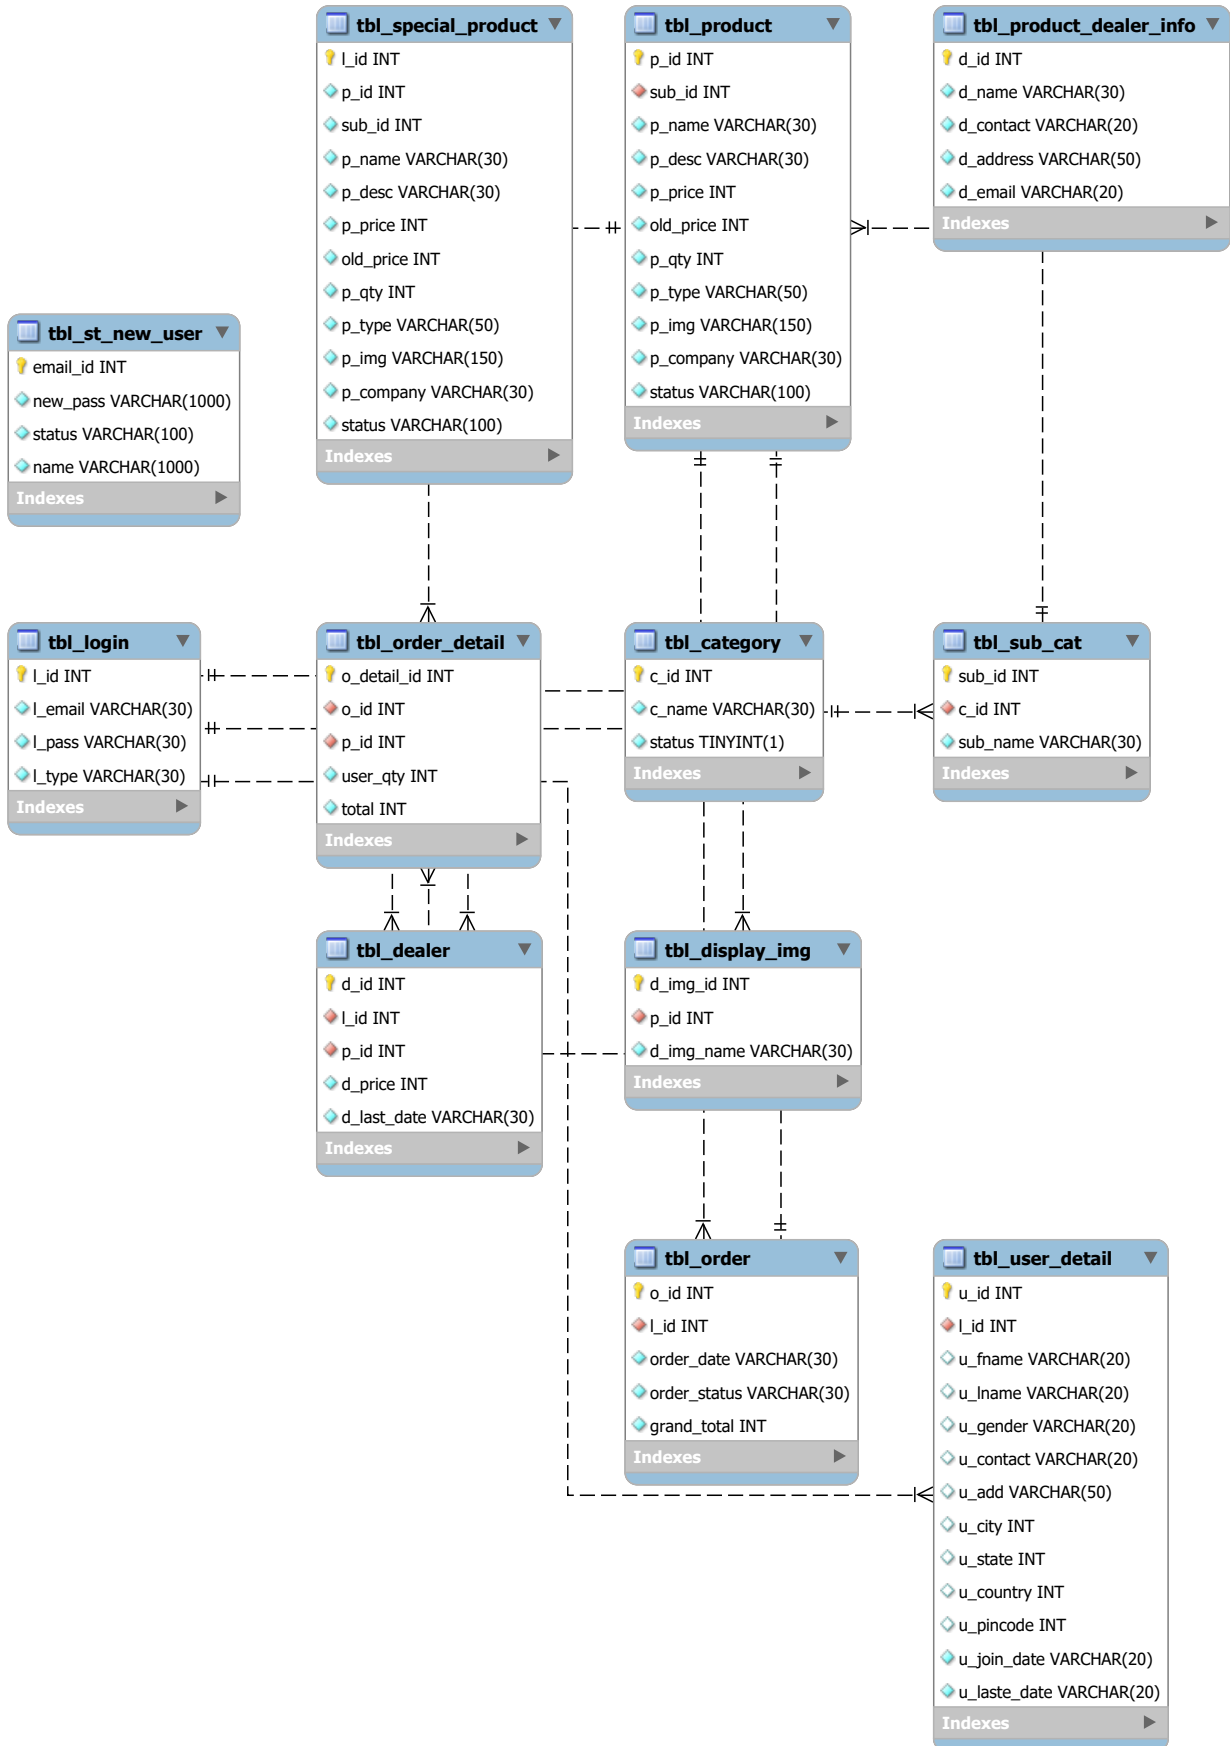 tbl_special_product
l_id INT
p_id INT
sub_id INT
p_name VARCHAR(30)
p_desc VARCHAR(30)
p_price INT
old_price INT
p_qty INT
p_type VARCHAR(50)
p_img VARCHAR(150)
p_company VARCHAR(30)
status VARCHAR(100)
Indexes
tbl_product
p_id INT
sub_id INT
p_name VARCHAR(30)
p_desc VARCHAR(30)
p_price INT
old_price INT
p_qty INT
p_type VARCHAR(50)
p_img VARCHAR(150)
p_company VARCHAR(30)
status VARCHAR(100)
Indexes
tbl_product_dealer_info
d_id INT
d_name VARCHAR(30)
d_contact VARCHAR(20)
d_address VARCHAR(50)
d_email VARCHAR(20)
Indexes
tbl_st_new_user
email_id INT
new_pass VARCHAR(1000)
status VARCHAR(100)
name VARCHAR(1000)
Indexes
tbl_login
l_id INT
l_email VARCHAR(30)
l_pass VARCHAR(30)
l_type VARCHAR(30)
Indexes
tbl_order_detail
o_detail_id INT
o_id INT
p_id INT
user_qty INT
total INT
Indexes
tbl_category
c_id INT
c_name VARCHAR(30)
status TINYINT(1)
Indexes
tbl_sub_cat
sub_id INT
c_id INT
sub_name VARCHAR(30)
Indexes
tbl_dealer
d_id INT
l_id INT
p_id INT
d_price INT
d_last_date VARCHAR(30)
Indexes
tbl_display_img
d_img_id INT
p_id INT
d_img_name VARCHAR(30)
Indexes
tbl_order
o_id INT
l_id INT
order_date VARCHAR(30)
order_status VARCHAR(30)
grand_total INT
Indexes
tbl_user_detail
u_id INT
l_id INT
u_fname VARCHAR(20)
u_lname VARCHAR(20)
u_gender VARCHAR(20)
u_contact VARCHAR(20)
u_add VARCHAR(50)
u_city INT
u_state INT
u_country INT
u_pincode INT
u_join_date VARCHAR(20)
u_laste_date VARCHAR(20)
Indexes